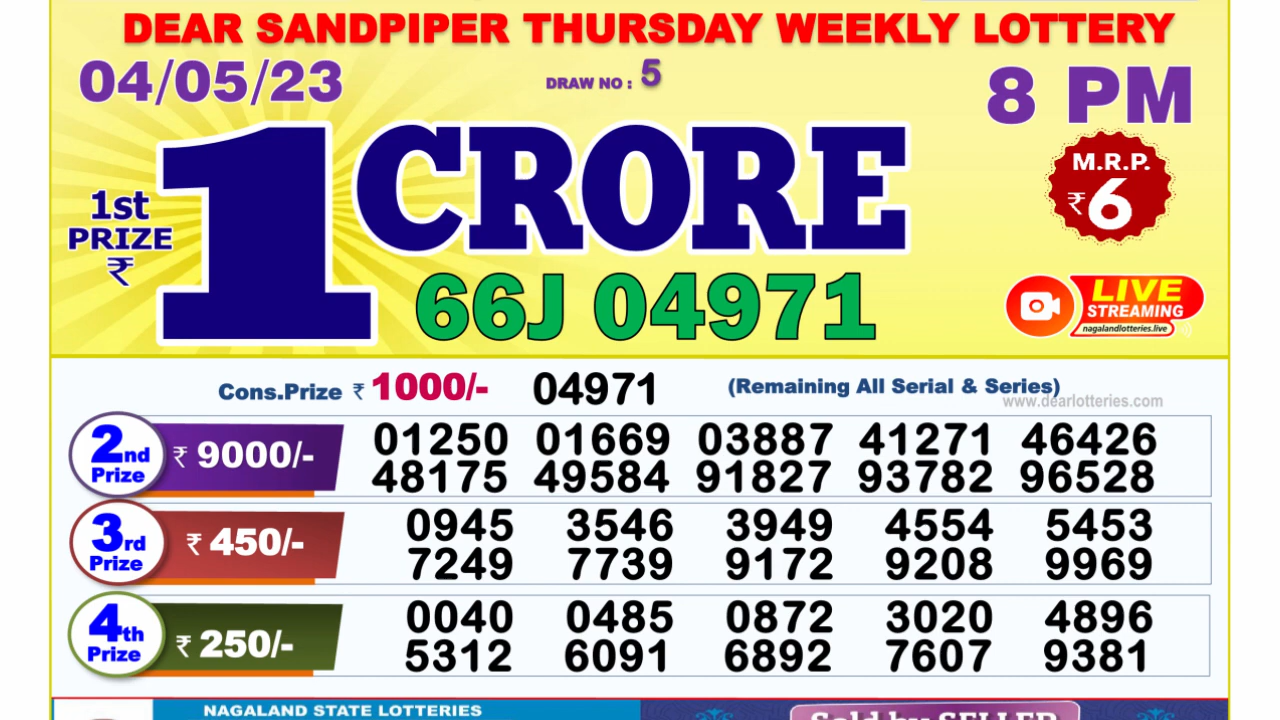 DEAR SANDPIPER THURSDAY WEEKLY LOTTERY
04/05/23
DRAW NO : 5
8 PM
1st
PRIZE
₹
1 CRORE
M.R.P.
₹6
66J 04971
LIVE
STREAMING
nagalandlotteries.live
Cons.Prize ₹ 1000/- 04971 (Remaining All Serial & Series)
www.dearlotteries.com
2nd
Prize
₹ 9000/-
01250 01669 03887 41271 46426
48175 49584 91827 93782 96528
3rd
Prize
₹ 450/-
0945 3546 3949 4554 5453
7249 7739 9172 9208 9969
4th
Prize
₹ 250/-
0040 0485 0872 3020 4896
5312 6091 6892 7607 9381
NAGALAND STATE LOTTERIES
Sold by SELLER